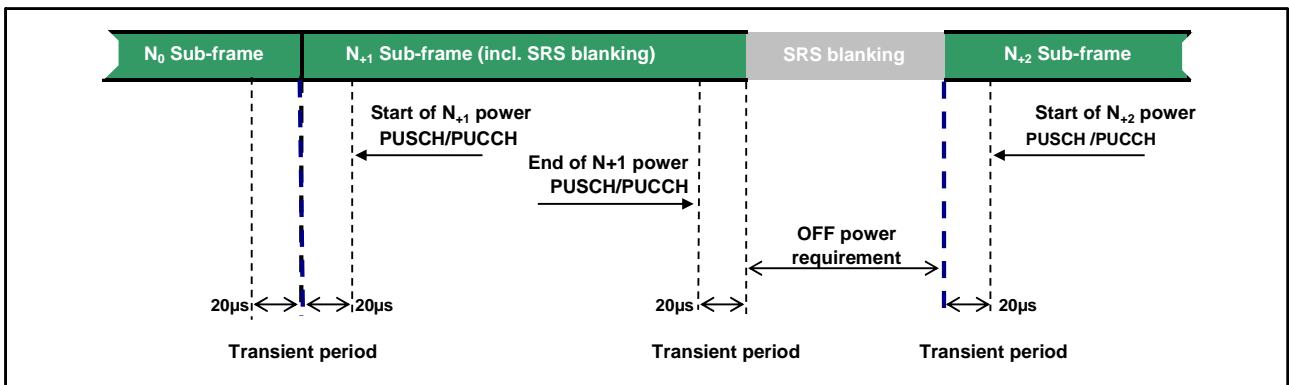 N₀ Sub-frame
N₊₁ Sub-frame (incl. SRS blanking)
SRS blanking
N₊₂ Sub-frame
Start of N₊₁ power
PUSCH/PUCCH
End of N+1 power
PUSCH/PUCCH
Start of N₊₂ power
PUSCH /PUCCH
OFF power
requirement
20µs
20µs
20µs
20µs
Transient period
Transient period
Transient period